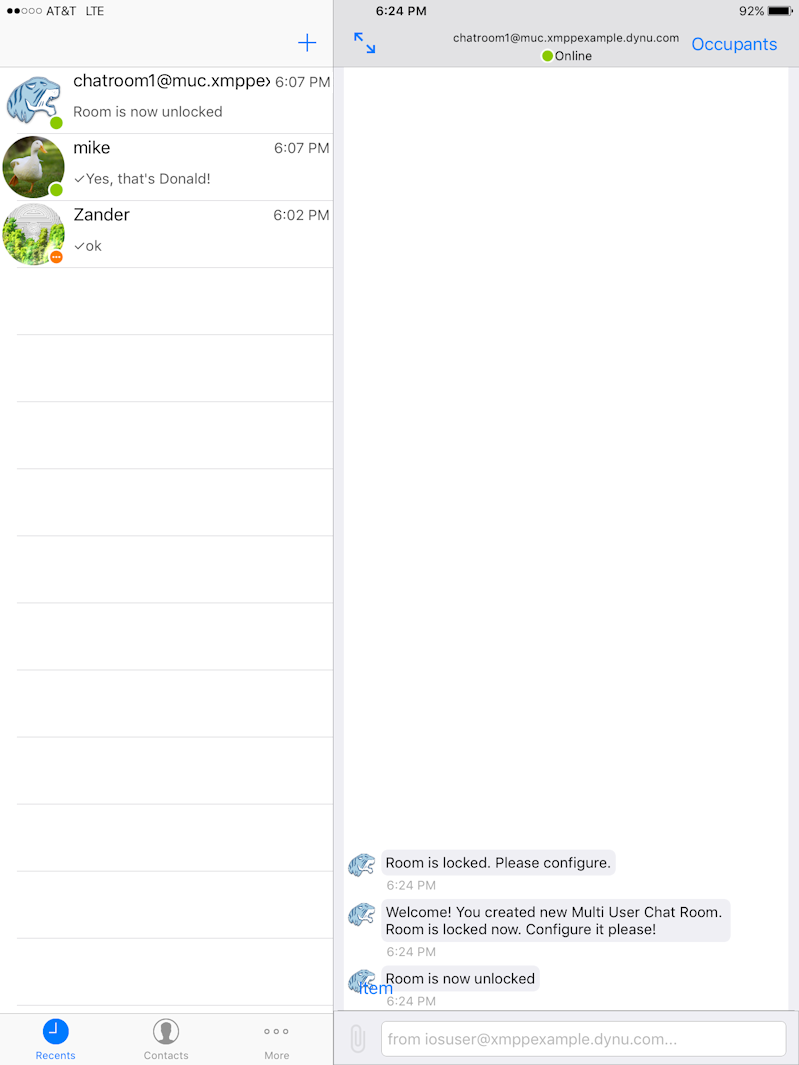 AT&T LTE
6:24 PM
92%
chatroom1@muc.xmppexample.dynu.com
Online
Occupants
chatroom1@muc.xmppex 6:07 PM
Room is now unlocked
mike 6:07 PM
✓Yes, that's Donald!
Zander 6:02 PM
✓ok
Room is locked. Please configure.
6:24 PM
Welcome! You created new Multi User Chat Room.
Room is locked now. Configure it please!
6:24 PM
Room is now unlocked
Item
6:24 PM
from iosuser@xmppexample.dynu.com...
Recents
Contacts
More